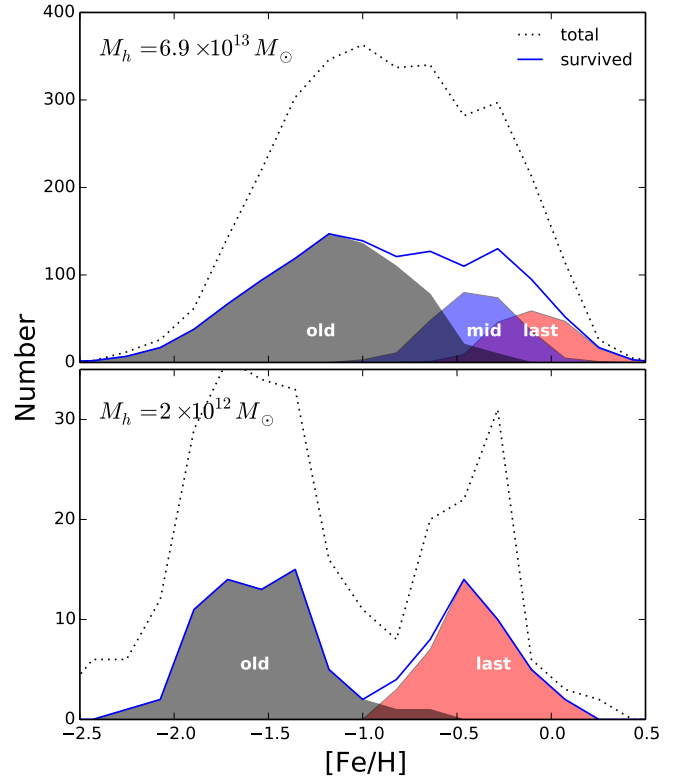 400
300
200
100
0
M_h = 6.9 ×10^13 M_⊙
total
survived
old
mid
last
Number
30
20
10
0
M_h = 2 ×10^12 M_⊙
old
last
−2.5 −2.0 −1.5 −1.0 −0.5 0.0 0.5
[Fe/H]